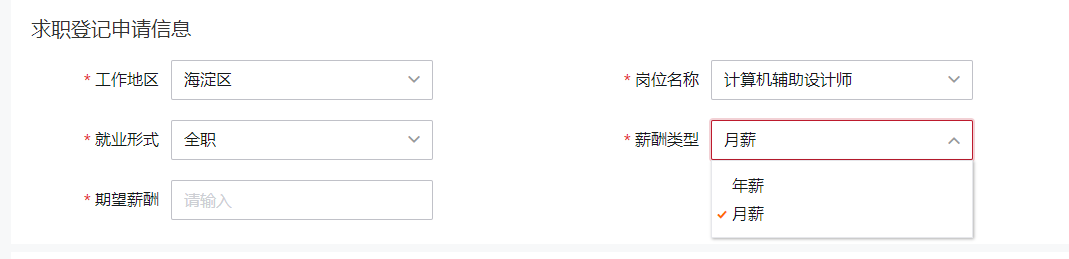 求职登记申请信息
* 工作地区 海淀区
* 岗位名称 计算机辅助设计师
* 就业形式 全职
* 薪酬类型 月薪
年薪
月薪
* 期望薪酬 请输入